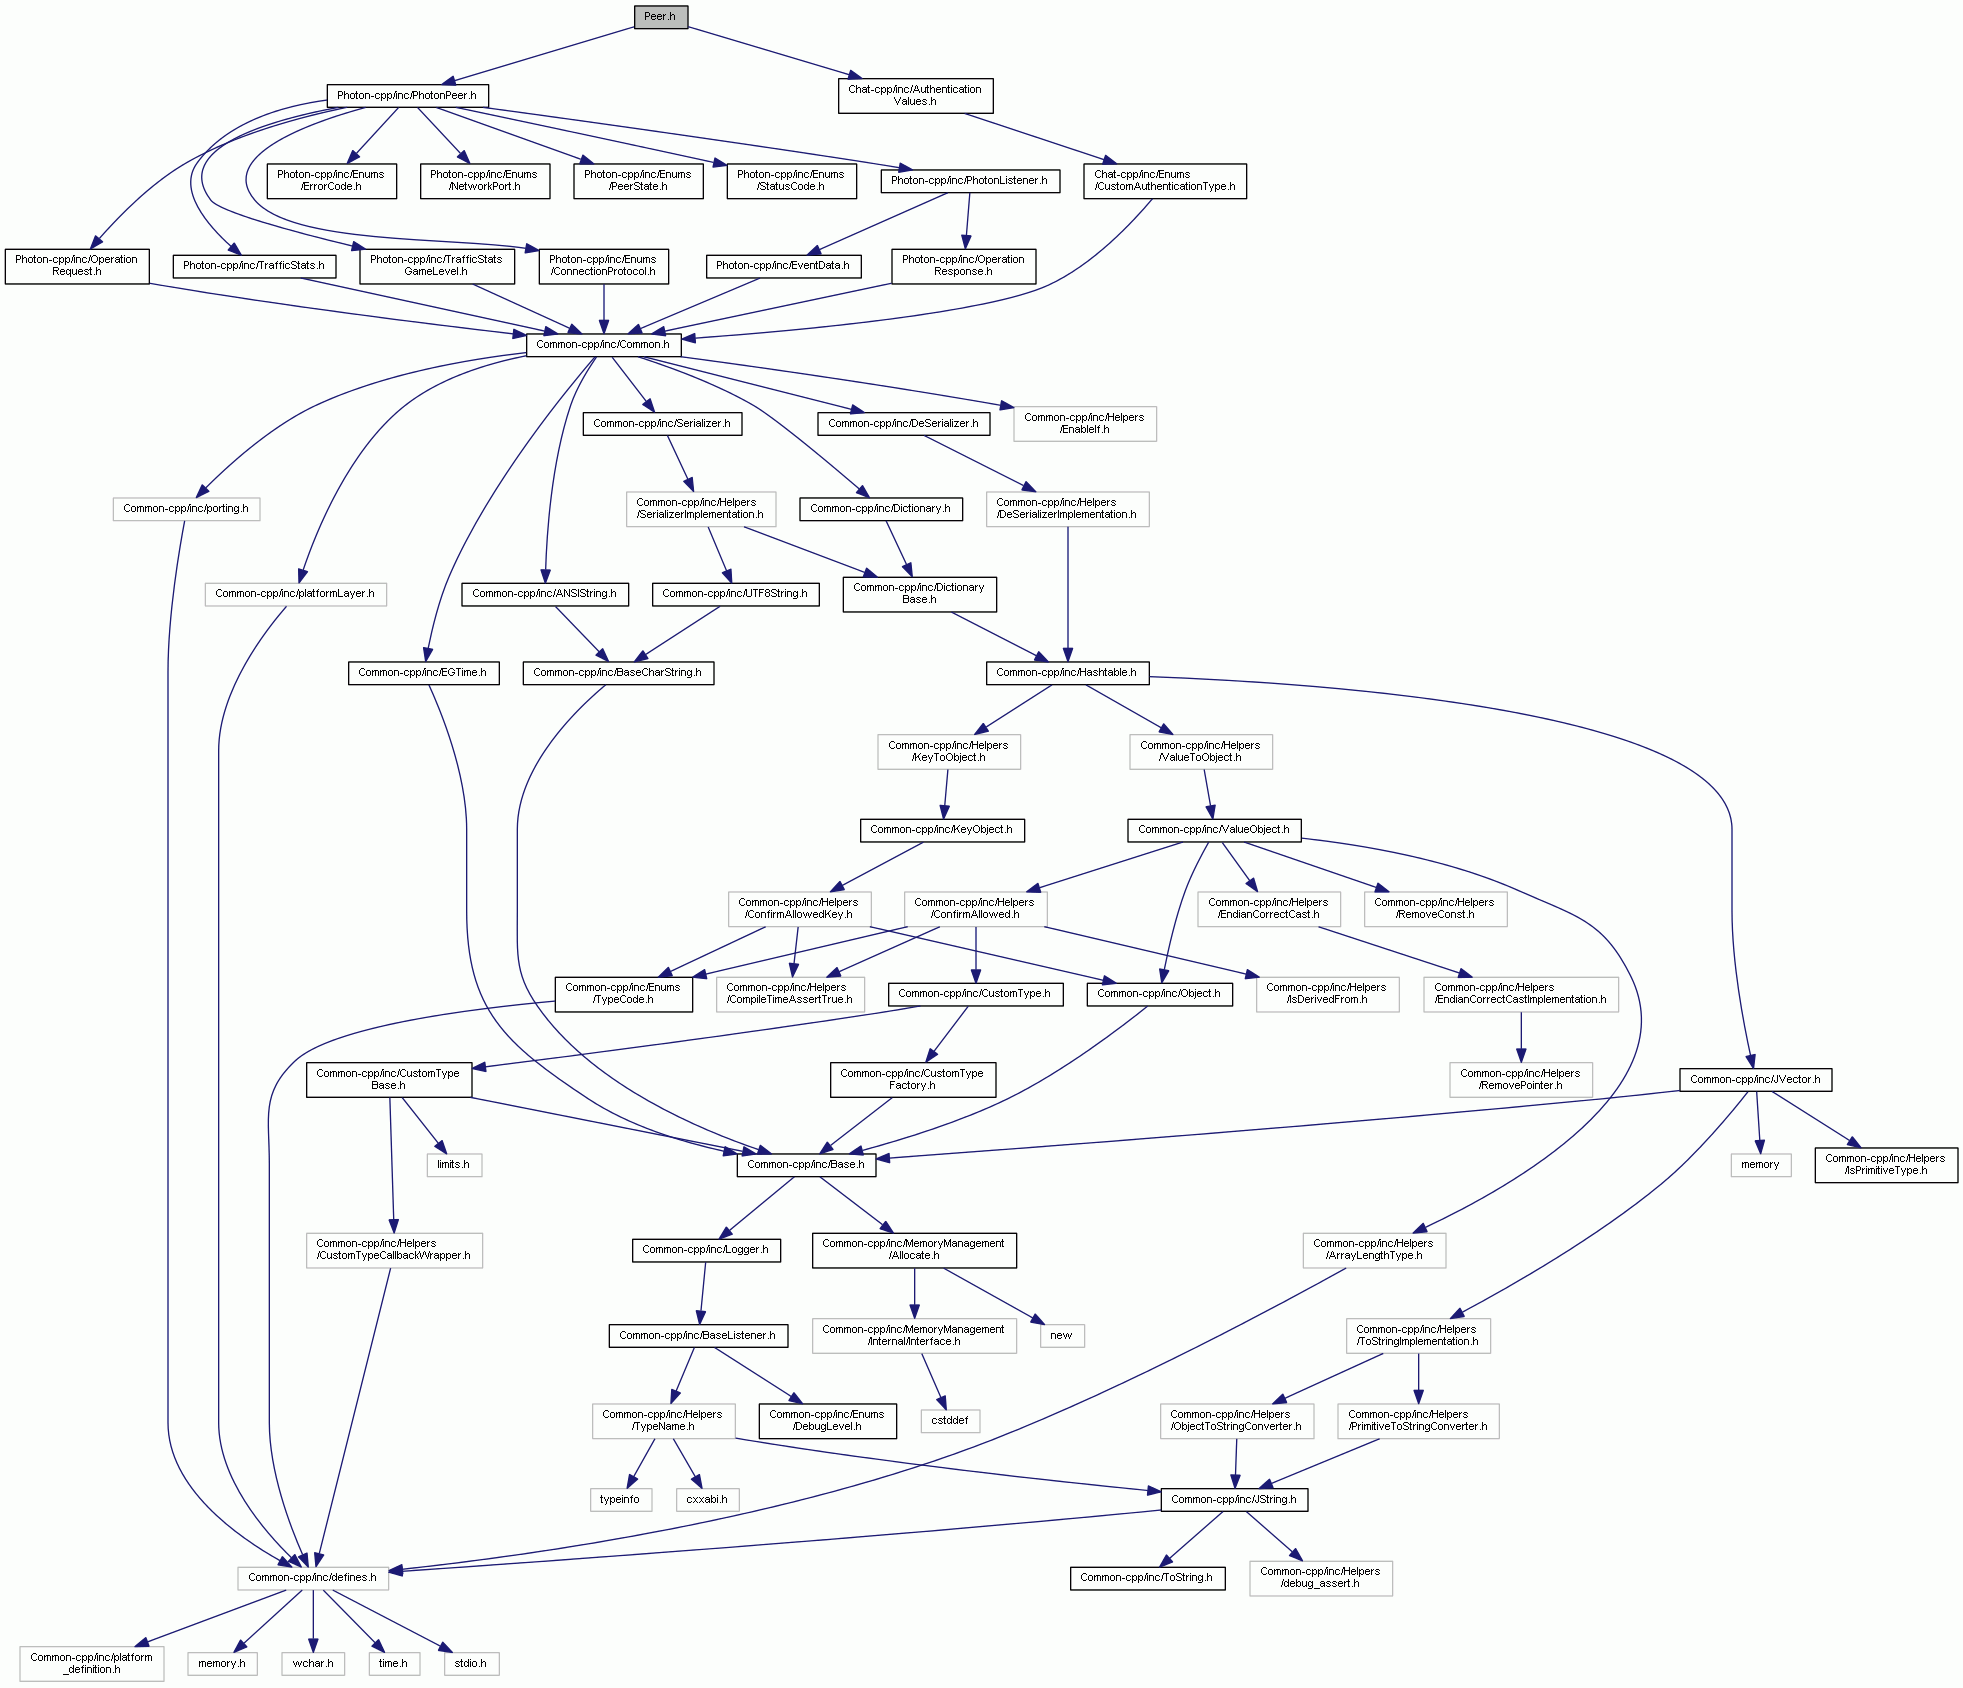 Peer.h
Photon-cpp/inc/PhotonPeer.h
Chat-cpp/inc/Authentication
Values.h
Photon-cpp/inc/Enums
/ErrorCode.h
Photon-cpp/inc/Enums
/NetworkPort.h
Photon-cpp/inc/Enums
/PeerState.h
Photon-cpp/inc/Enums
/StatusCode.h
Photon-cpp/inc/PhotonListener.h
Chat-cpp/inc/Enums
/CustomAuthenticationType.h
Photon-cpp/inc/Operation
Request.h
Photon-cpp/inc/TrafficStats.h
Photon-cpp/inc/TrafficStats
GameLevel.h
Photon-cpp/inc/Enums
/ConnectionProtocol.h
Photon-cpp/inc/EventData.h
Photon-cpp/inc/Operation
Response.h
Common-cpp/inc/Common.h
Common-cpp/inc/Serializer.h
Common-cpp/inc/DeSerializer.h
Common-cpp/inc/Helpers
/EnableIf.h
Common-cpp/inc/porting.h
Common-cpp/inc/Helpers
/SerializerImplementation.h
Common-cpp/inc/Dictionary.h
Common-cpp/inc/Helpers
/DeSerializerImplementation.h
Common-cpp/inc/platformLayer.h
Common-cpp/inc/ANSIString.h
Common-cpp/inc/UTF8String.h
Common-cpp/inc/Dictionary
Base.h
Common-cpp/inc/EGTime.h
Common-cpp/inc/BaseCharString.h
Common-cpp/inc/Hashtable.h
Common-cpp/inc/Helpers
/KeyToObject.h
Common-cpp/inc/Helpers
/ValueToObject.h
Common-cpp/inc/KeyObject.h
Common-cpp/inc/ValueObject.h
Common-cpp/inc/Helpers
/ConfirmAllowedKey.h
Common-cpp/inc/Helpers
/ConfirmAllowed.h
Common-cpp/inc/Helpers
/EndianCorrectCast.h
Common-cpp/inc/Helpers
/RemoveConst.h
Common-cpp/inc/Enums
/TypeCode.h
Common-cpp/inc/Helpers
/CompileTimeAssertTrue.h
Common-cpp/inc/CustomType.h
Common-cpp/inc/Object.h
Common-cpp/inc/Helpers
/IsDerivedFrom.h
Common-cpp/inc/Helpers
/EndianCorrectCastImplementation.h
Common-cpp/inc/CustomType
Base.h
Common-cpp/inc/CustomType
Factory.h
Common-cpp/inc/Helpers
/RemovePointer.h
Common-cpp/inc/JVector.h
limits.h
Common-cpp/inc/Base.h
memory
Common-cpp/inc/Helpers
/IsPrimitiveType.h
Common-cpp/inc/Helpers
/CustomTypeCallbackWrapper.h
Common-cpp/inc/Logger.h
Common-cpp/inc/MemoryManagement
/Allocate.h
Common-cpp/inc/Helpers
/ArrayLengthType.h
Common-cpp/inc/BaseListener.h
Common-cpp/inc/MemoryManagement
/Internal/Interface.h
new
Common-cpp/inc/Helpers
/ToStringImplementation.h
Common-cpp/inc/Helpers
/TypeName.h
Common-cpp/inc/Enums
/DebugLevel.h
cstddef
Common-cpp/inc/Helpers
/ObjectToStringConverter.h
Common-cpp/inc/Helpers
/PrimitiveToStringConverter.h
typeinfo
cxxabi.h
Common-cpp/inc/JString.h
Common-cpp/inc/defines.h
Common-cpp/inc/ToString.h
Common-cpp/inc/Helpers
/debug_assert.h
Common-cpp/inc/platform
_definition.h
memory.h
wchar.h
time.h
stdio.h